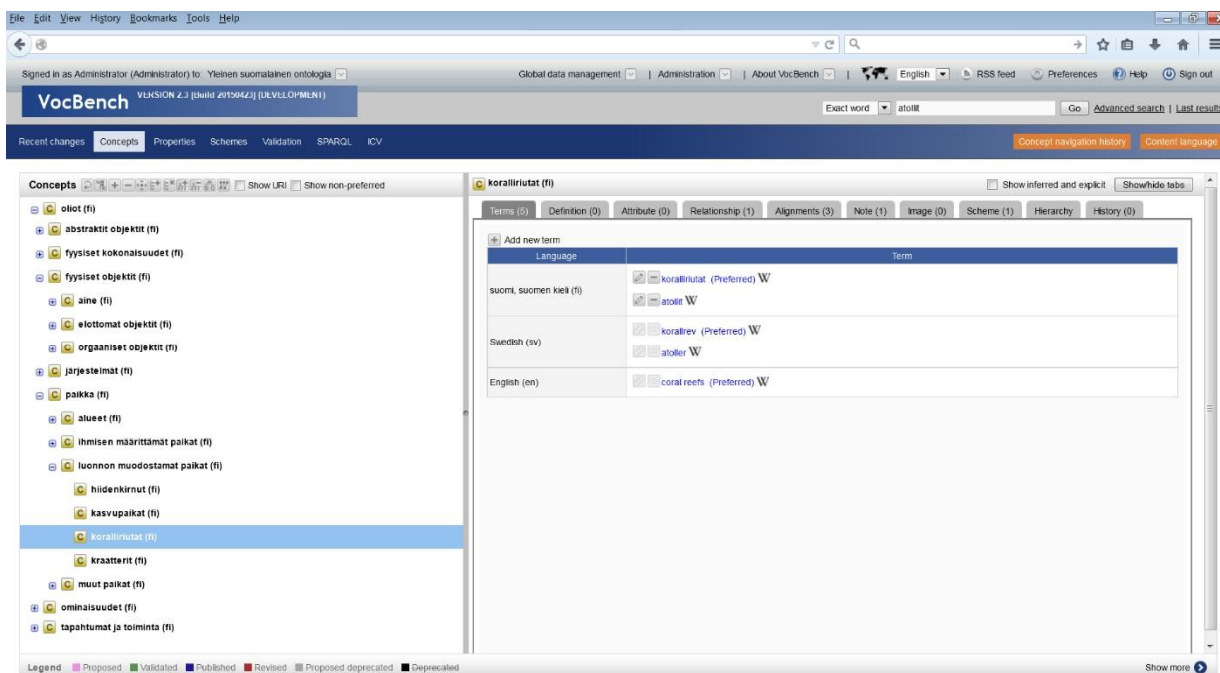 File Edit View History Bookmarks Tools Help
Signed in as Administrator (Administrator) to: Yleinen suomalainen ontologia Global data management | Administration | About VocBench | English RSS feed Preferences Help Sign out
VocBench VERSION 2.3 [Build 20150423] (DEVELOPMENT)
Exact word atollit Go Advanced search | Last results
Recent changes Concepts Properties Schemes Validation SPARQL ICV Concept navigation history Content language
Concepts Show URI Show non-preferred
C oliot (fi)
C abstraktit objektit (fi)
C fyysiset kokonaisuudet (fi)
C fyysiset objektit (fi)
C aine (fi)
C elottomat objektit (fi)
C orgaaniset objektit (fi)
C järjestelmät (fi)
C paikka (fi)
C alueet (fi)
C ihmisen määrittämät paikat (fi)
C luonnon muodostamat paikat (fi)
C hiidenkirnut (fi)
C kasvupaikat (fi)
C koralliriutat (fi)
C kraatterit (fi)
C muut paikat (fi)
C ominaisuudet (fi)
C tapahtumat ja toiminta (fi)
C koralliriutat (fi) Show inferred and explicit Show/hide tabs
Terms (5) Definition (0) Attribute (0) Relationship (1) Alignments (3) Note (1) Image (0) Scheme (1) Hierarchy History (0)
Add new term
Language Term
suomi, suomen kieli (fi)
koralliriutat (Preferred) W
atollit W
Swedish (sv)
korallrev (Preferred) W
atoller W
English (en)
coral reefs (Preferred) W
Legend Proposed Validated Published Revised Proposed deprecated Deprecated Show more